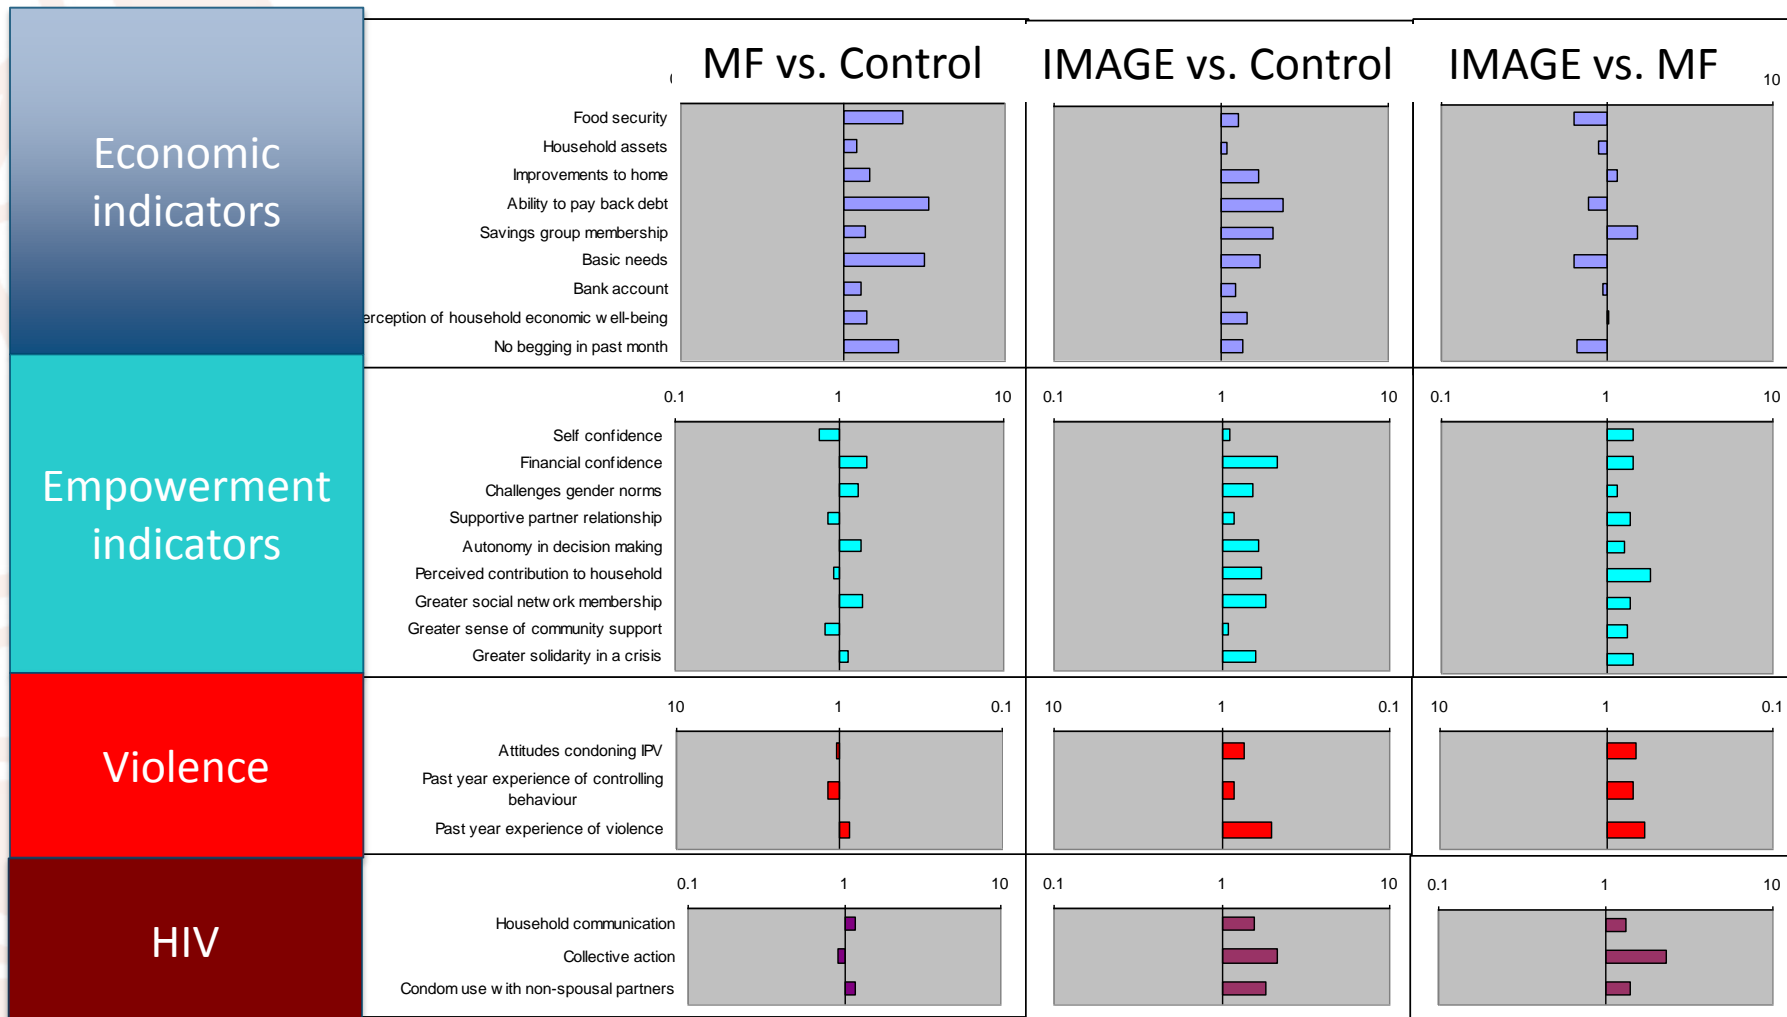 MF vs. Control
IMAGE vs. Control
IMAGE vs. MF
10
Economic
indicators
Food security
Household assets
Improvements to home
Ability to pay back debt
Savings group membership
Basic needs
Bank account
erception of household economic well-being
No begging in past month
0.1 1 10
0.1 1 10
0.1 1 10
Empowerment
indicators
Self confidence
Financial confidence
Challenges gender norms
Supportive partner relationship
Autonomy in decision making
Perceived contribution to household
Greater social network membership
Greater sense of community support
Greater solidarity in a crisis
10 1 0.1
10 1 0.1
10 1 0.1
Violence
Attitudes condoning IPV
Past year experience of controlling
behaviour
Past year experience of violence
0.1 1 10
0.1 1 10
0.1 1 10
HIV
Household communication
Collective action
Condom use with non-spousal partners